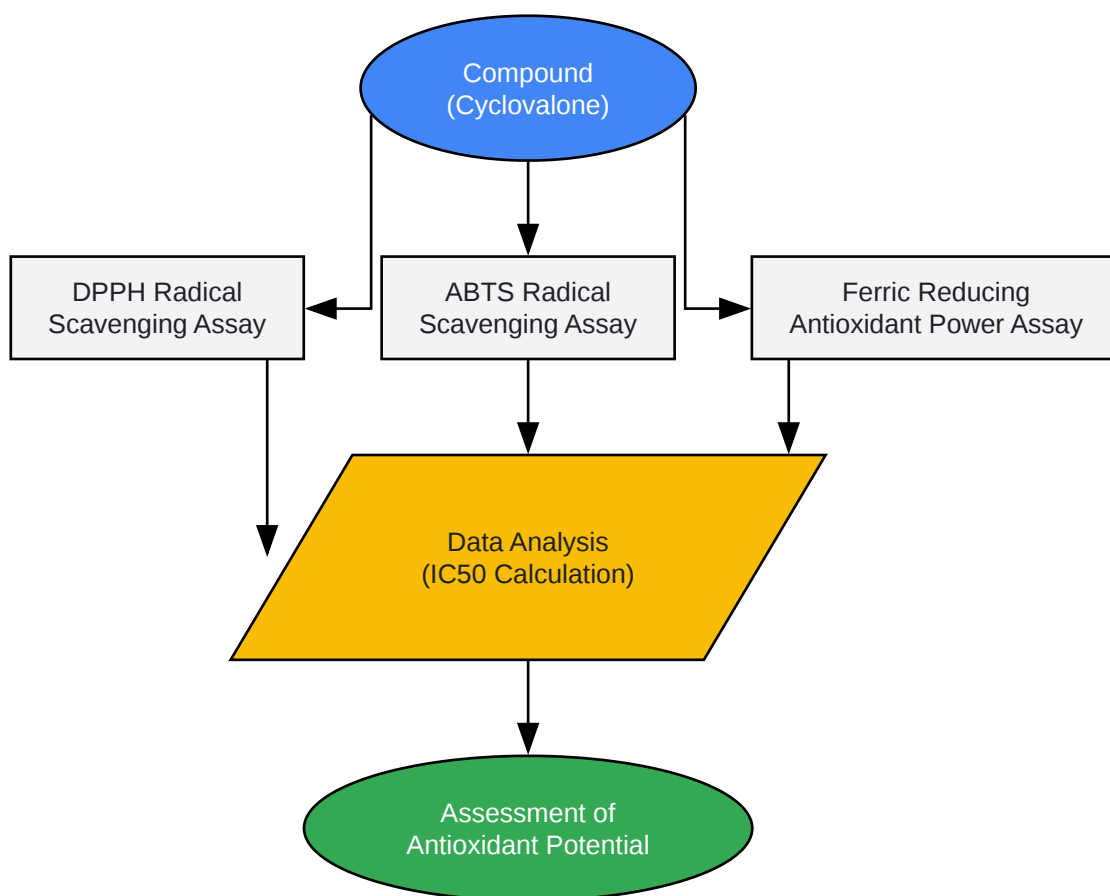 Compound
(Cyclovalone)
DPPH Radical
Scavenging Assay
ABTS Radical
Scavenging Assay
Ferric Reducing
Antioxidant Power Assay
Data Analysis
(IC50 Calculation)
Assessment of
Antioxidant Potential